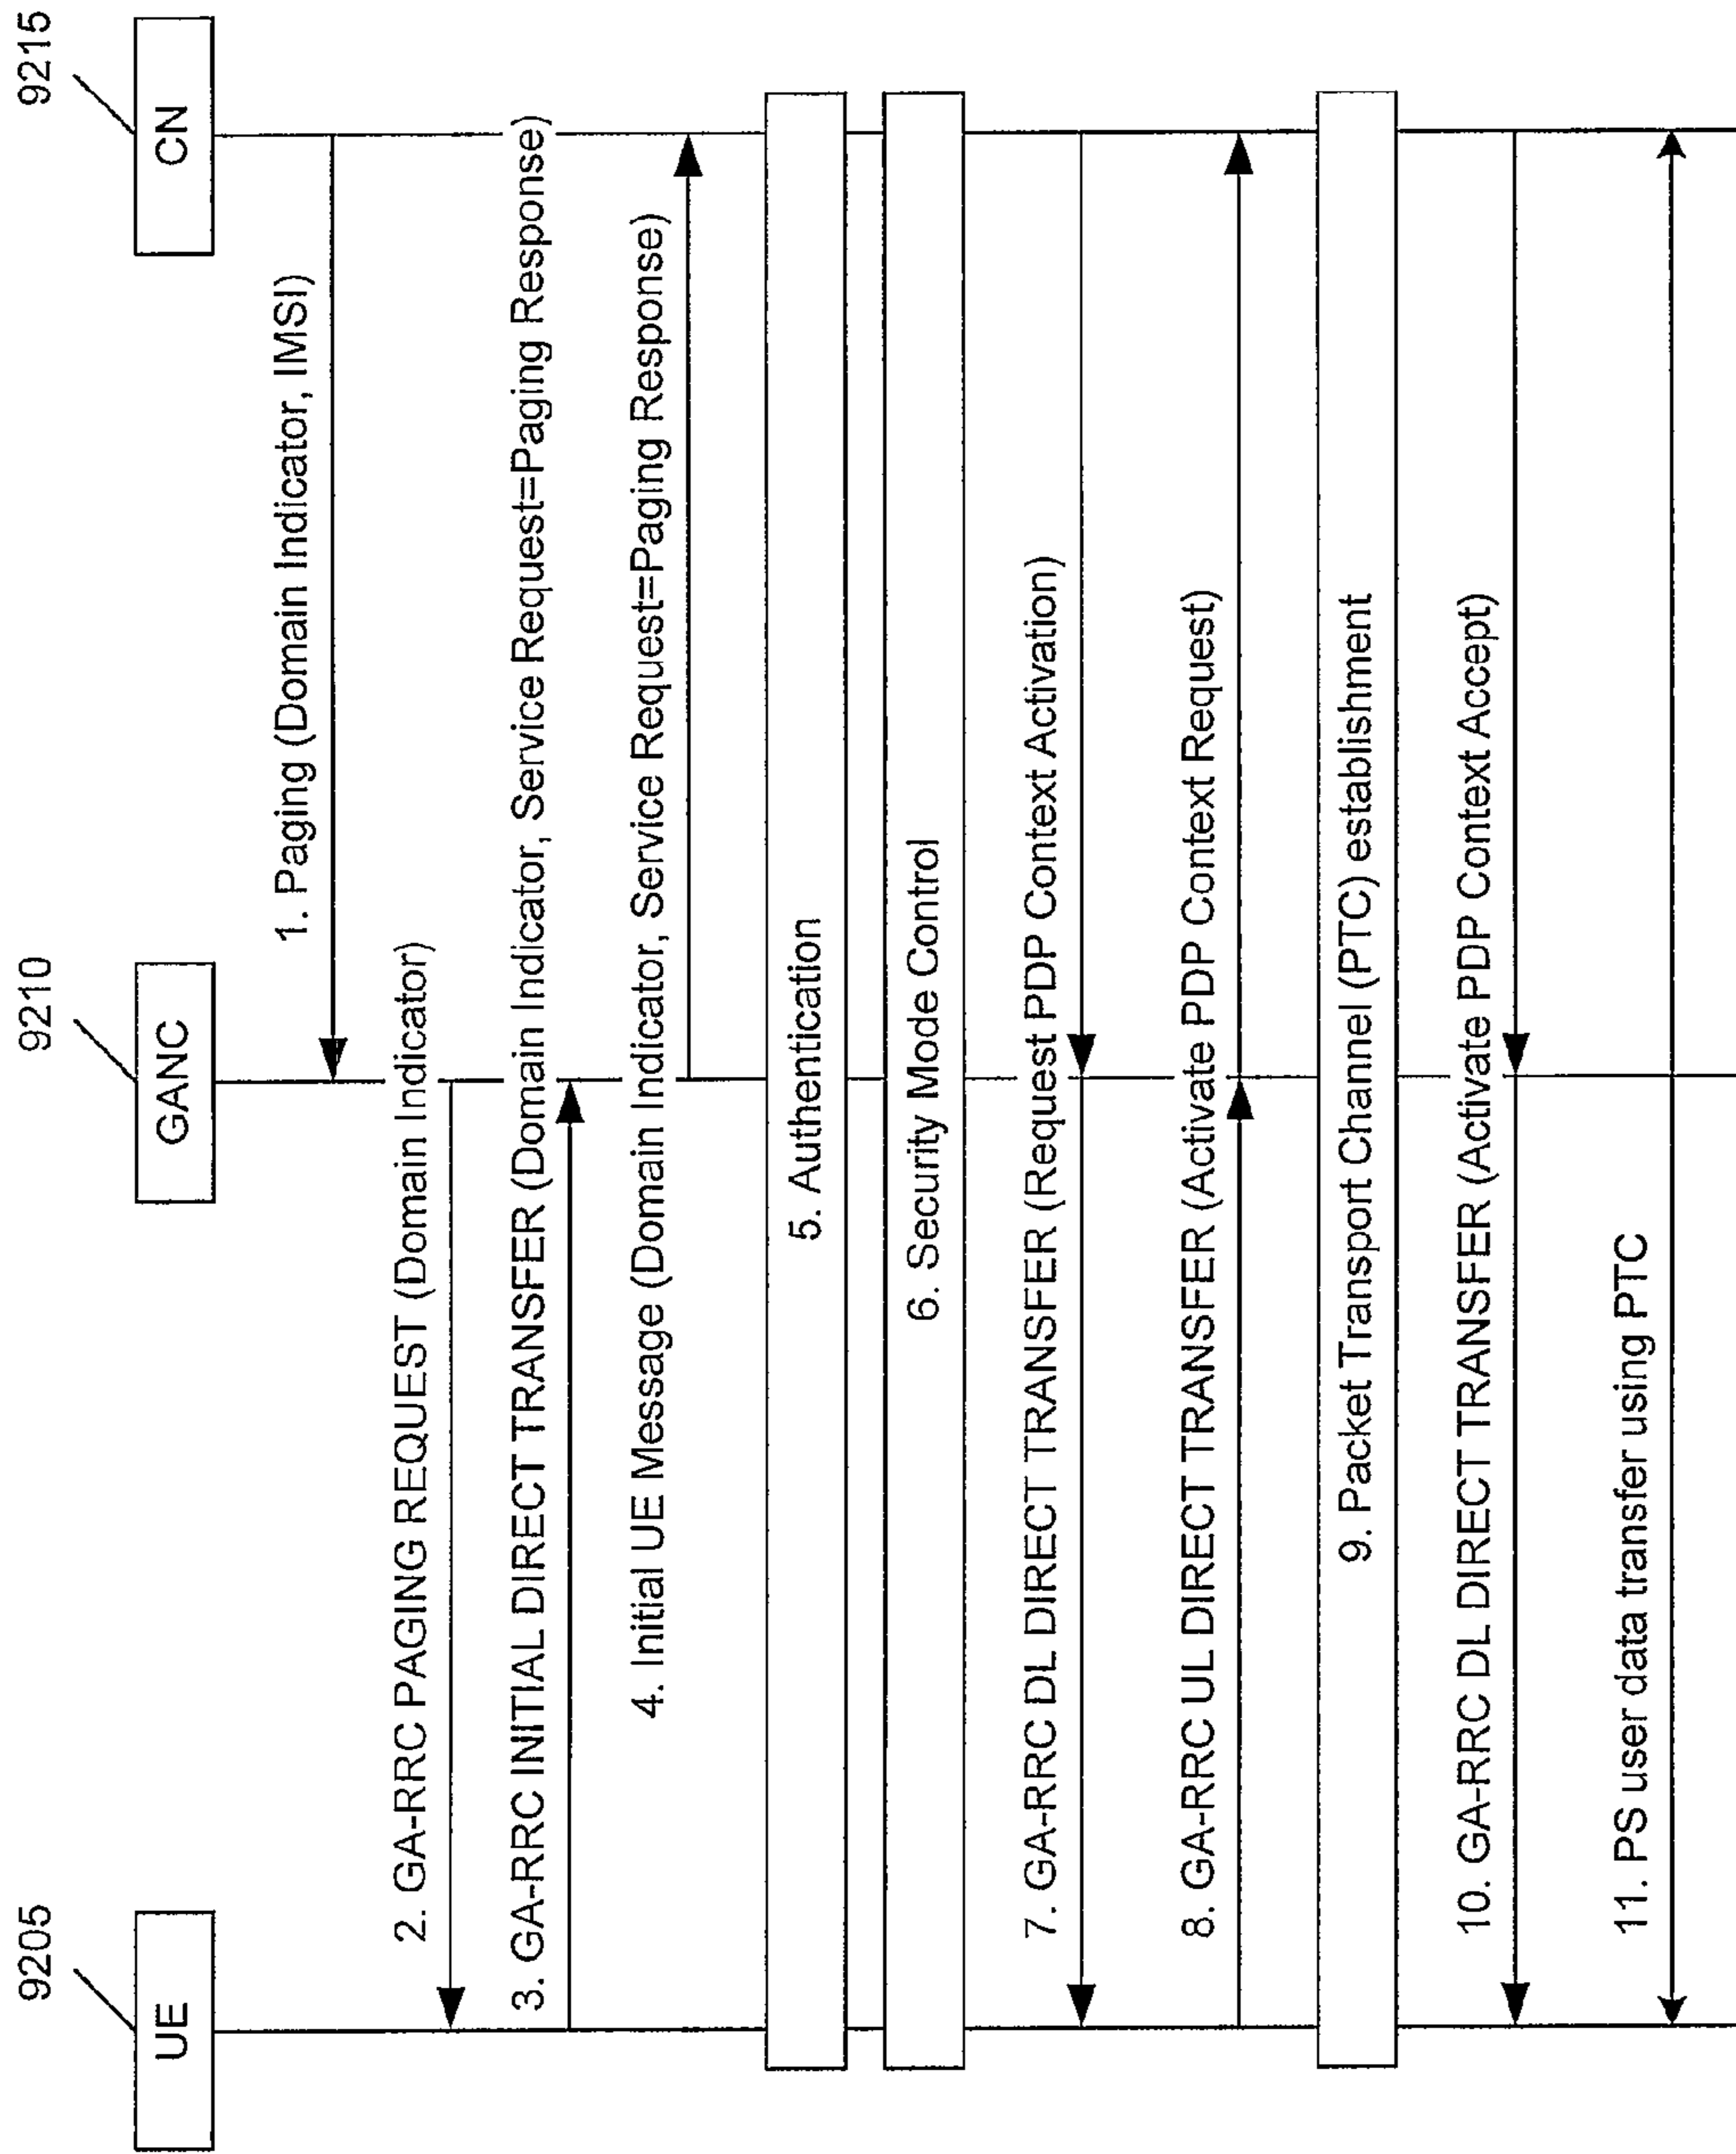 9205
9210
9215
UE
GANC
CN
1. Paging (Domain Indicator, IMSI)
2. GA-RRC PAGING REQUEST (Domain Indicator)
3. GA-RRC INITIAL DIRECT TRANSFER (Domain Indicator, Service Request=Paging Response)
4. Initial UE Message (Domain Indicator, Service Request=Paging Response)
5. Authentication
6. Security Mode Control
7. GA-RRC DL DIRECT TRANSFER (Request PDP Context Activation)
8. GA-RRC UL DIRECT TRANSFER (Activate PDP Context Request)
9. Packet Transport Channel (PTC) establishment
10. GA-RRC DL DIRECT TRANSFER (Activate PDP Context Accept)
11. PS user data transfer using PTC